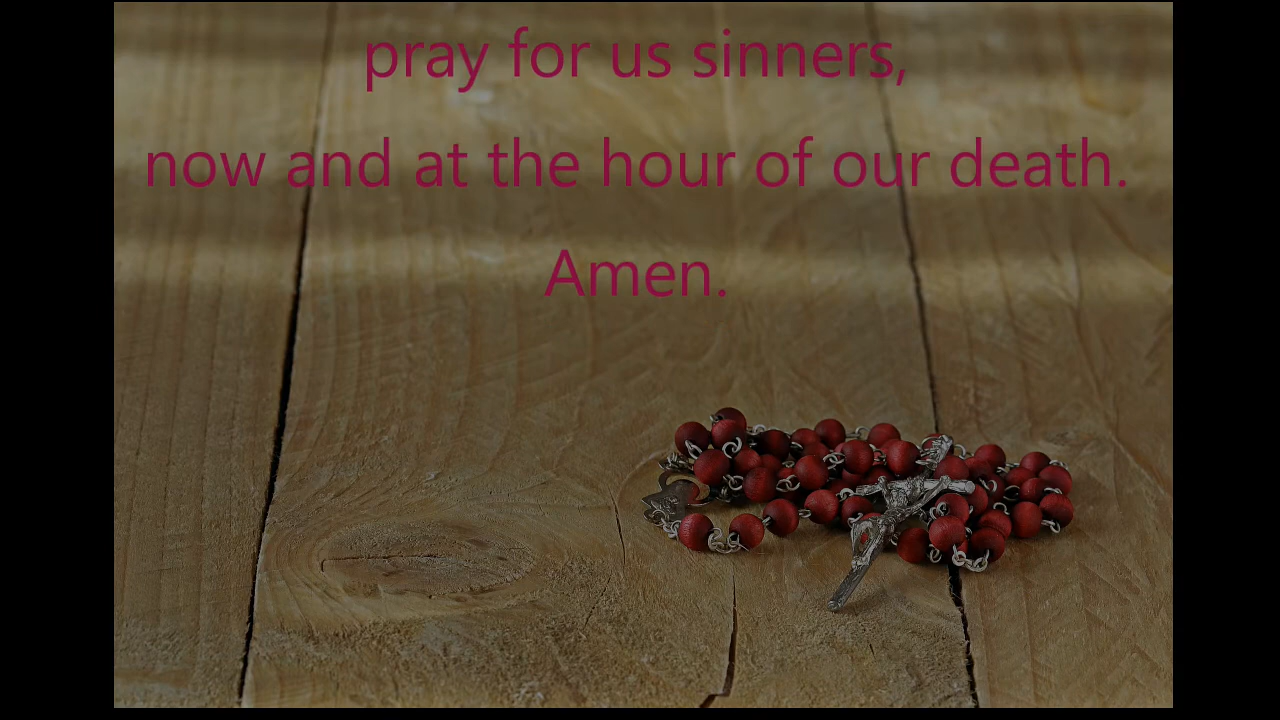 pray for us sinners,
now and at the hour of our death.
Amen.